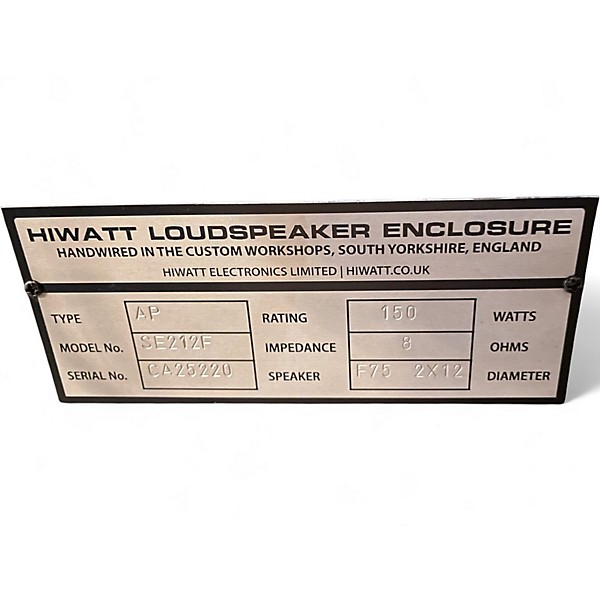 HIWATT LOUDSPEAKER ENCLOSURE
HANDWIRED IN THE CUSTOM WORKSHOPS, SOUTH YORKSHIRE, ENGLAND
HIWATT ELECTRONICS LIMITED | HIWATT.CO.UK
TYPE AP RATING 150 WATTS
MODEL No. SE212F IMPEDANCE 8 OHMS
SERIAL No. CA25220 SPEAKER F75 2X12 DIAMETER